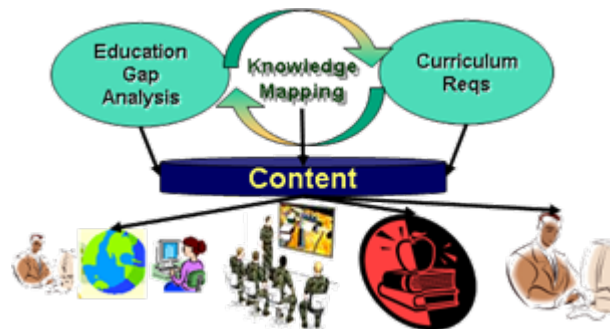 Education
Gap
Analysis
Knowledge
Mapping
Curriculum
Reqs
Content